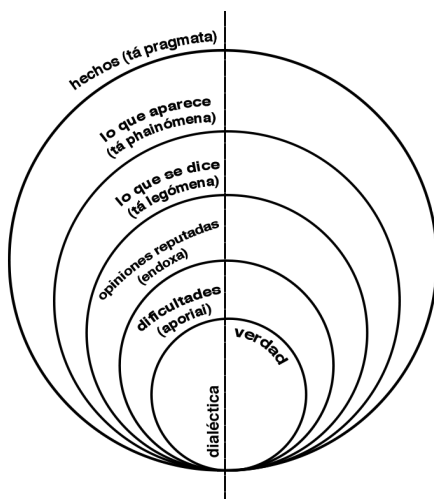 hechos (tá pragmata)
lo que aparece
(tá phainómena)
lo que se dice
(tá legómena)
opiniones reputadas
(endoxa)
dificultades
(aporiai)
verdad
dialéctica